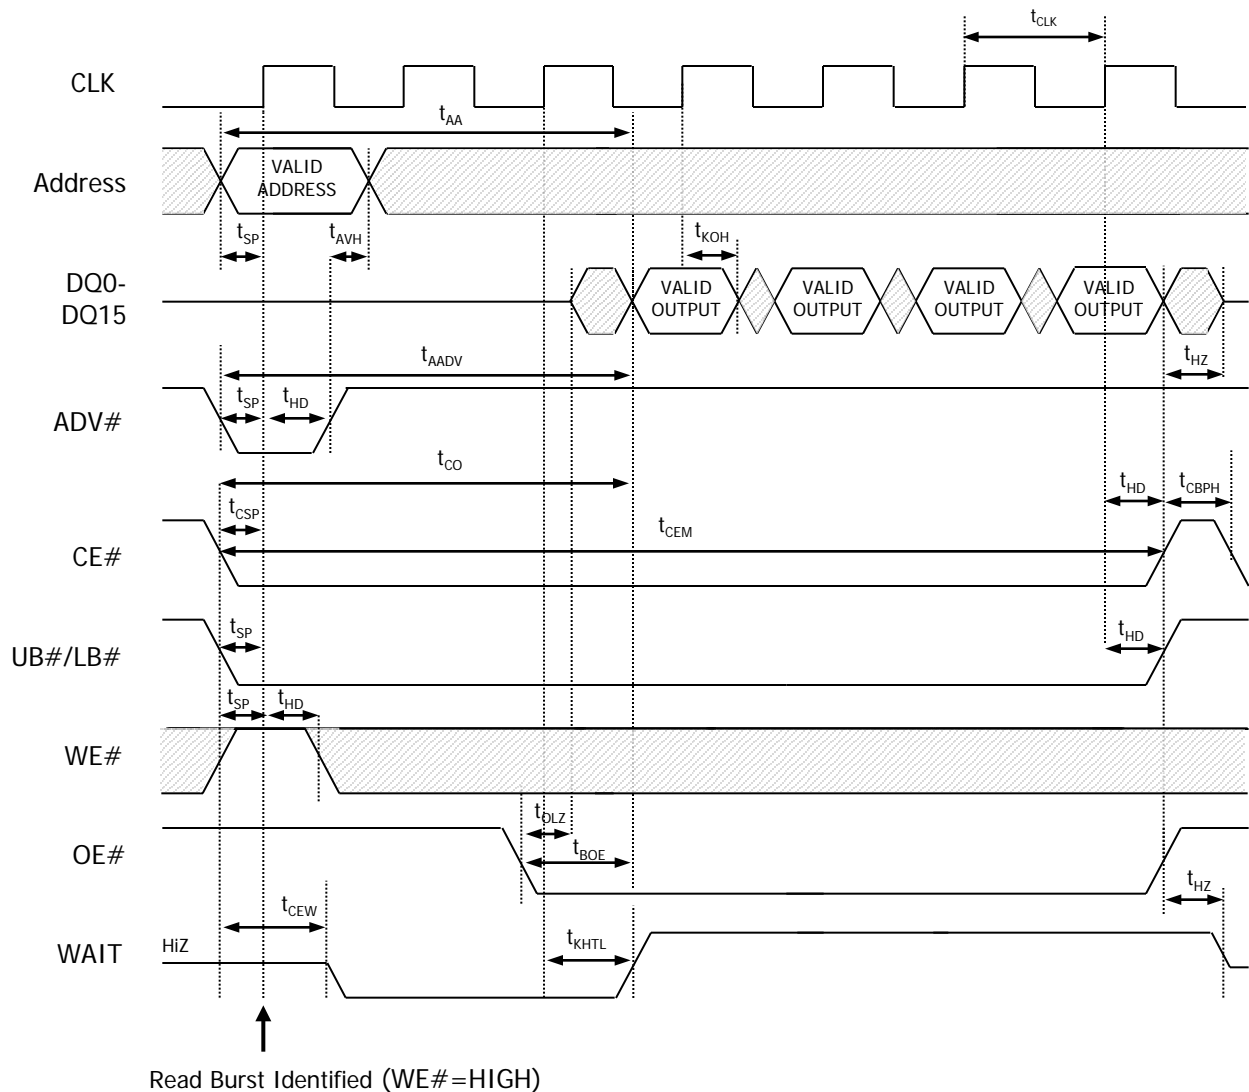 tCLK
CLK
tAA
Address
VALID
ADDRESS
tSP
tAVH
tKOH
DQ0-
DQ15
VALID
OUTPUT
VALID
OUTPUT
VALID
OUTPUT
VALID
OUTPUT
tHZ
tAADV
ADV#
tSP
tHD
tCO
tHD
tCBPH
CE#
tCSP
tCEM
UB#/LB#
tSP
tHD
tSP
tHD
WE#
tOLZ
OE#
tBOE
tHZ
tCEW
WAIT
HiZ
tKHTL
Read Burst Identified (WE#=HIGH)